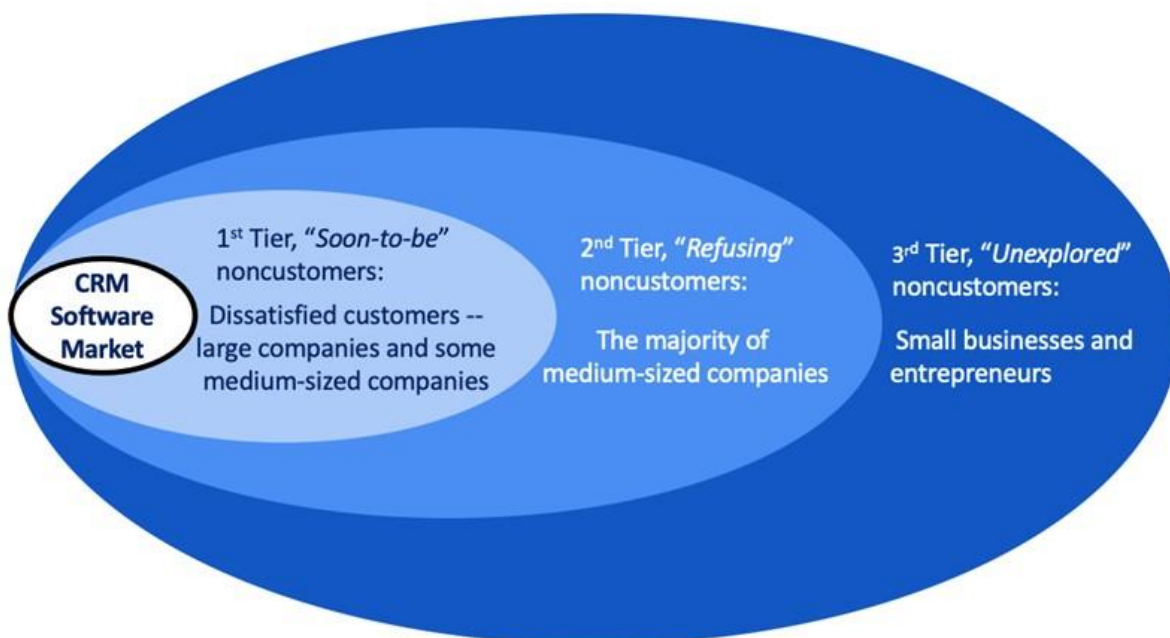 CRM
Software
Market
1st Tier, “Soon-to-be”
noncustomers:
Dissatisfied customers --
large companies and some
medium-sized companies
2nd Tier, “Refusing”
noncustomers:
The majority of
medium-sized companies
3rd Tier, “Unexplored”
noncustomers:
Small businesses and
entrepreneurs